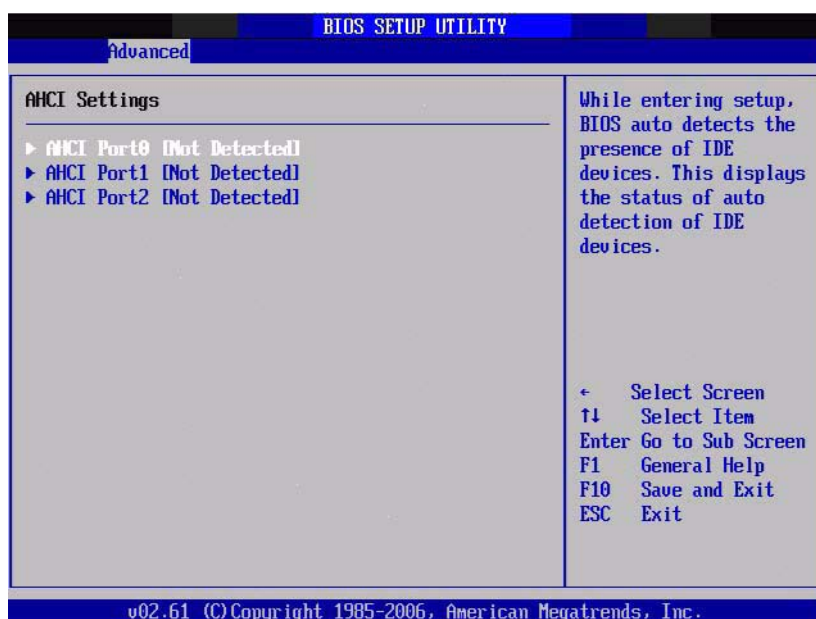 BIOS SETUP UTILITY
Advanced
AHCI Settings
▶ AHCI Port0 [Not Detected]
▶ AHCI Port1 [Not Detected]
▶ AHCI Port2 [Not Detected]
While entering setup,
BIOS auto detects the
presence of IDE
devices. This displays
the status of auto
detection of IDE
devices.
← Select Screen
↑↓ Select Item
Enter Go to Sub Screen
F1 General Help
F10 Save and Exit
ESC Exit
v02.61 (C)Copyright 1985-2006, American Megatrends, Inc.